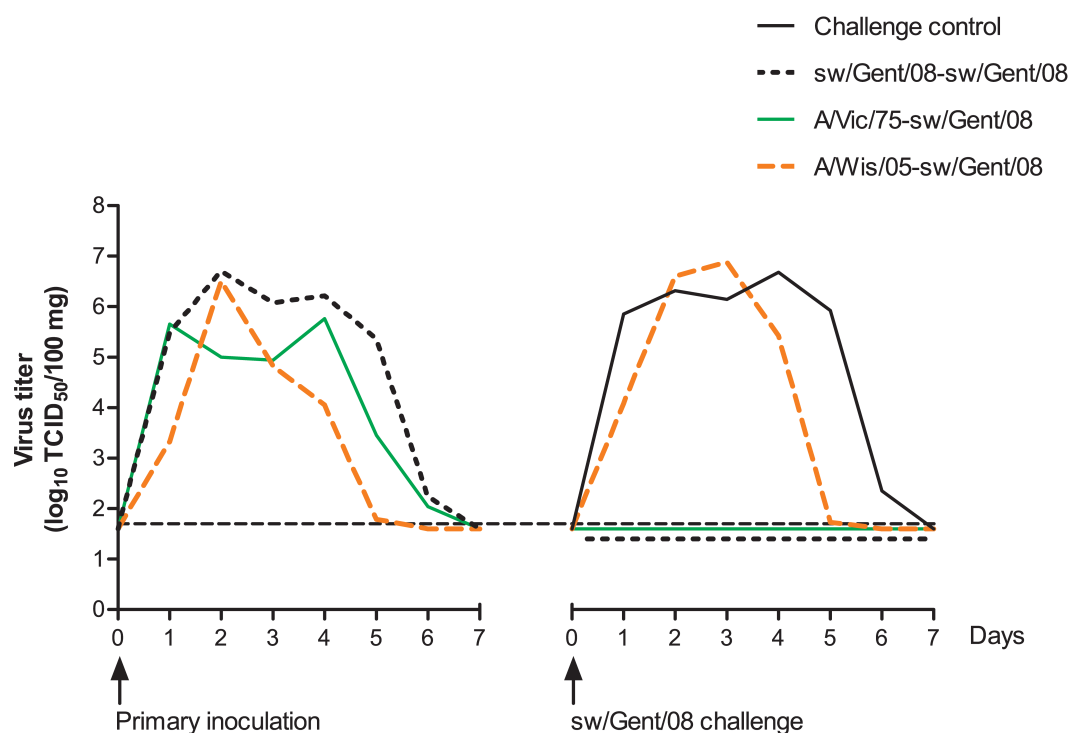 Challenge control
sw/Gent/08-sw/Gent/08
A/Vic/75-sw/Gent/08
A/Wis/05-sw/Gent/08
Virus titer
(log10 TCID50/100 mg)
8
7
6
5
4
3
2
1
0
0 1 2 3 4 5 6 7 0 1 2 3 4 5 6 7 Days
Primary inoculation sw/Gent/08 challenge